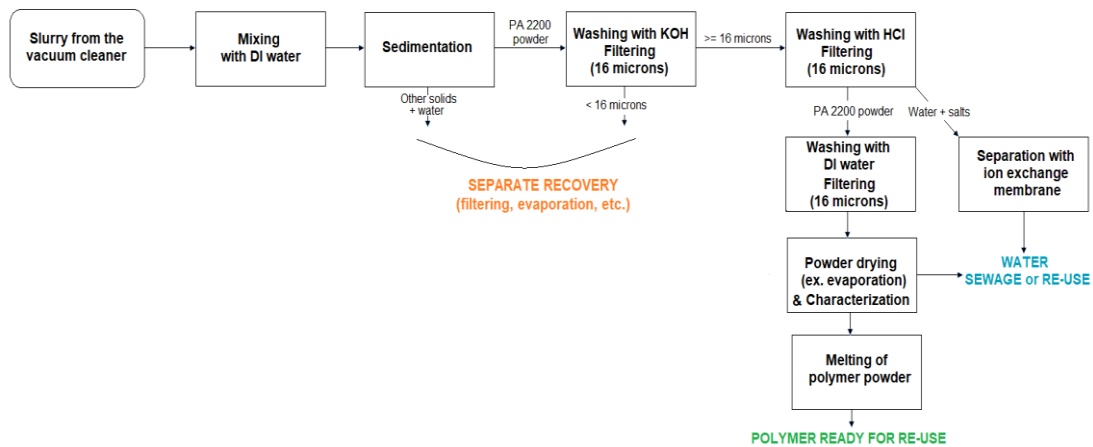 Slurry from the
vacuum cleaner
Mixing
with DI water
Sedimentation
PA 2200
powder
Washing with KOH
Filtering
(16 microns)
>= 16 microns
Washing with HCl
Filtering
(16 microns)
Other solids
+ water
< 16 microns
PA 2200 powder
Water + salts
SEPARATE RECOVERY
(filtering, evaporation, etc.)
Washing with
DI water
Filtering
(16 microns)
Separation with
ion exchange
membrane
Powder drying
(ex. evaporation)
& Characterization
WATER
SEWAGE or RE-USE
Melting of
polymer powder
POLYMER READY FOR RE-USE